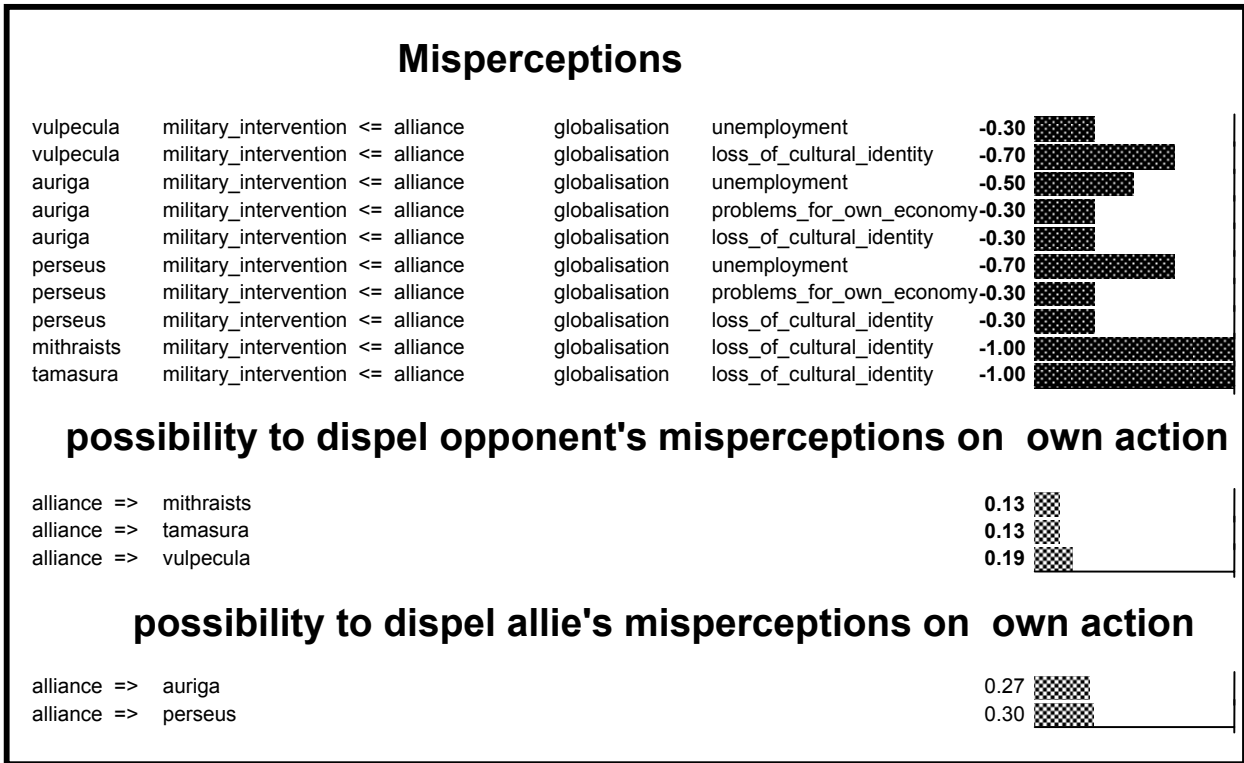 Misperceptions
vulpecula military_intervention <= alliance globalisation unemployment -0.30
vulpecula military_intervention <= alliance globalisation loss_of_cultural_identity -0.70
auriga military_intervention <= alliance globalisation unemployment -0.50
auriga military_intervention <= alliance globalisation problems_for_own_economy -0.30
auriga military_intervention <= alliance globalisation loss_of_cultural_identity -0.30
perseus military_intervention <= alliance globalisation unemployment -0.70
perseus military_intervention <= alliance globalisation problems_for_own_economy -0.30
perseus military_intervention <= alliance globalisation loss_of_cultural_identity -0.30
mithraists military_intervention <= alliance globalisation loss_of_cultural_identity -1.00
tamasura military_intervention <= alliance globalisation loss_of_cultural_identity -1.00
possibility to dispel opponent's misperceptions on own action
alliance => mithraists 0.13
alliance => tamasura 0.13
alliance => vulpecula 0.19
possibility to dispel allie's misperceptions on own action
alliance => auriga 0.27
alliance => perseus 0.30